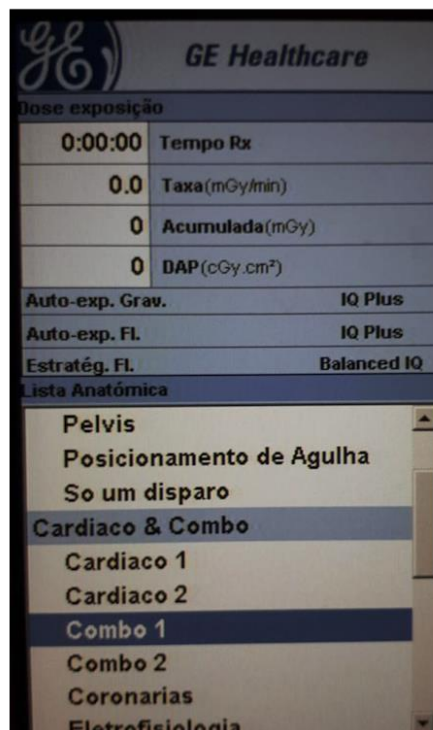 GE GE Healthcare
Dose exposição
0:00:00 Tempo Rx
0.0 Taxa(mGy/min)
0 Acumulada(mGy)
0 DAP(cGy.cm²)
Auto-exp. Grav. IQ Plus
Auto-exp. Fl. IQ Plus
Estratég. Fl. Balanced IQ
Lista Anatómica
Pelvis
Posicionamento de Agulha
So um disparo
Cardiaco & Combo
Cardiaco 1
Cardiaco 2
Combo 1
Combo 2
Coronarias
Eletrofisiologia